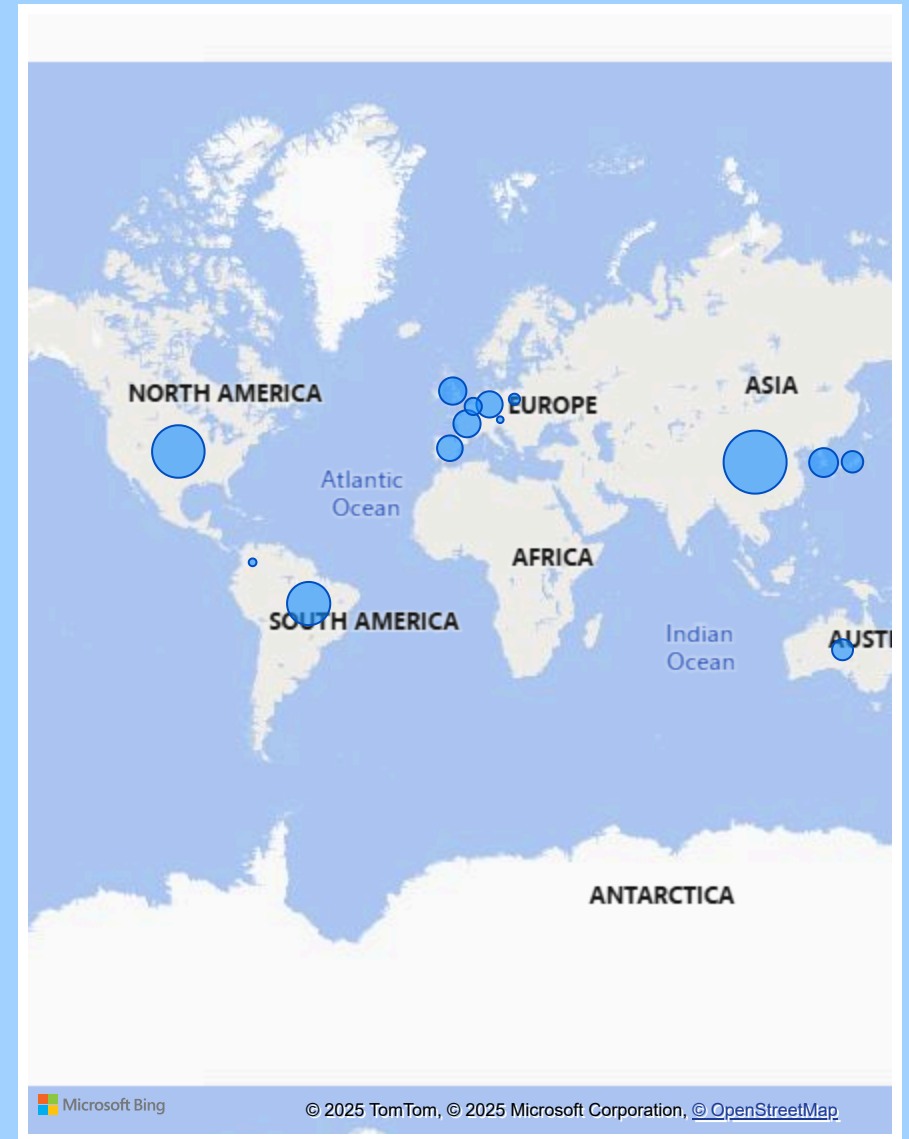 ASIA
NORTH AMERICA
EUROPE
Atlantic
Ocean
AFRICA
SOUTH AMERICA
Indian
Ocean
AUST
ANTARCTICA
Microsoft Bing
© 2025 TomTom, © 2025 Microsoft Corporation, © OpenStreetMap